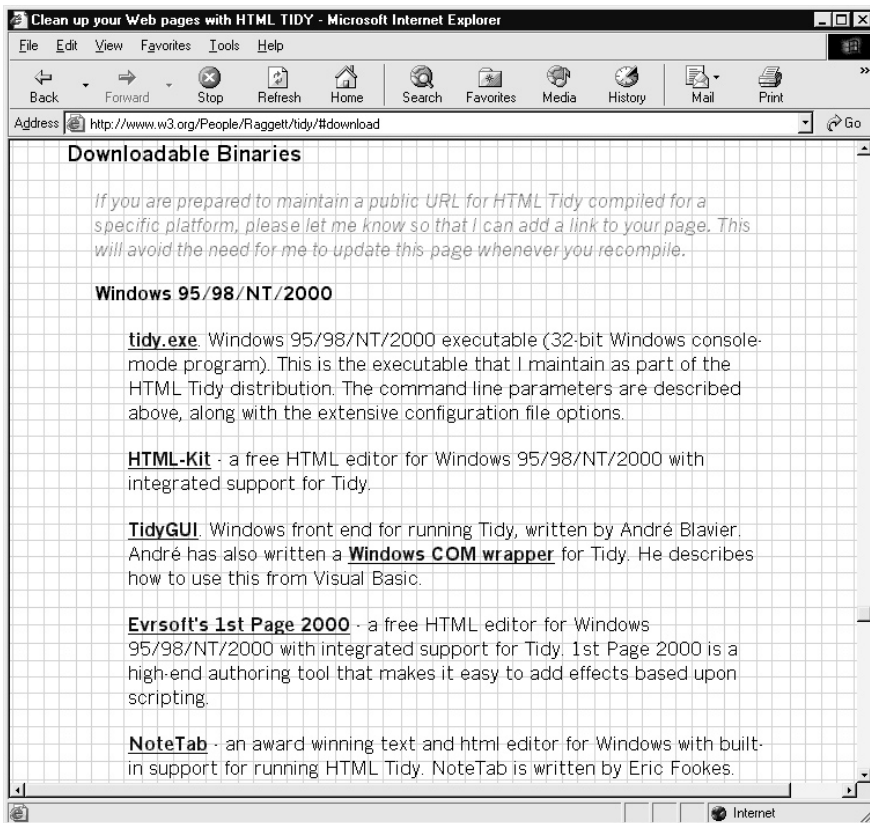 Clean up your Web pages with HTML TIDY - Microsoft Internet Explorer
File Edit View Favorites Tools Help
Back Forward Stop Refresh Home Search Favorites Media History Mail Print »
Address http://www.w3.org/People/Raggett/tidy/#download Go
Downloadable Binaries
If you are prepared to maintain a public URL for HTML Tidy compiled for a
specific platform, please let me know so that I can add a link to your page. This
will avoid the need for me to update this page whenever you recompile.
Windows 95/98/NT/2000
tidy.exe. Windows 95/98/NT/2000 executable (32-bit Windows console-
mode program). This is the executable that I maintain as part of the
HTML Tidy distribution. The command line parameters are described
above, along with the extensive configuration file options.
HTML-Kit - a free HTML editor for Windows 95/98/NT/2000 with
integrated support for Tidy.
TidyGUI. Windows front end for running Tidy, written by André Blavier.
André has also written a Windows COM wrapper for Tidy. He describes
how to use this from Visual Basic.
Evrsoft's 1st Page 2000 - a free HTML editor for Windows
95/98/NT/2000 with integrated support for Tidy. 1st Page 2000 is a
high-end authoring tool that makes it easy to add effects based upon
scripting.
NoteTab - an award winning text and html editor for Windows with built-
in support for running HTML Tidy. NoteTab is written by Eric Fookes.
Internet